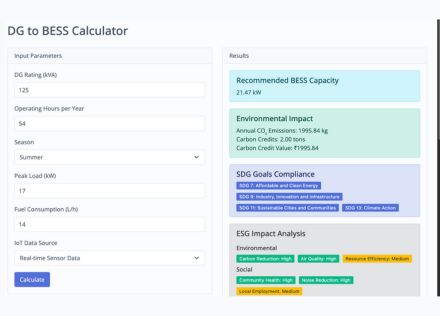 DG to BESS Calculator
Input Parameters
DG Rating (kVA)
125
Operating Hours per Year
54
Season
Summer
Peak Load (kW)
17
Fuel Consumption (L/h)
14
IoT Data Source
Real-time Sensor Data
Calculate
Results
Recommended BESS Capacity
21.47 kW
Environmental Impact
Annual CO₂ Emissions: 1995.84 kg
Carbon Credits: 2.00 tons
Carbon Credit Value: ₹1995.84
SDG Goals Compliance
SDG 7: Affordable and Clean Energy
SDG 9: Industry, Innovation and Infrastructure
SDG 11: Sustainable Cities and Communities SDG 13: Climate Action
ESG Impact Analysis
Environmental
Carbon Reduction: High Air Quality: High Resource Efficiency: Medium
Social
Community Health: High Noise Reduction: High
Local Employment: Medium